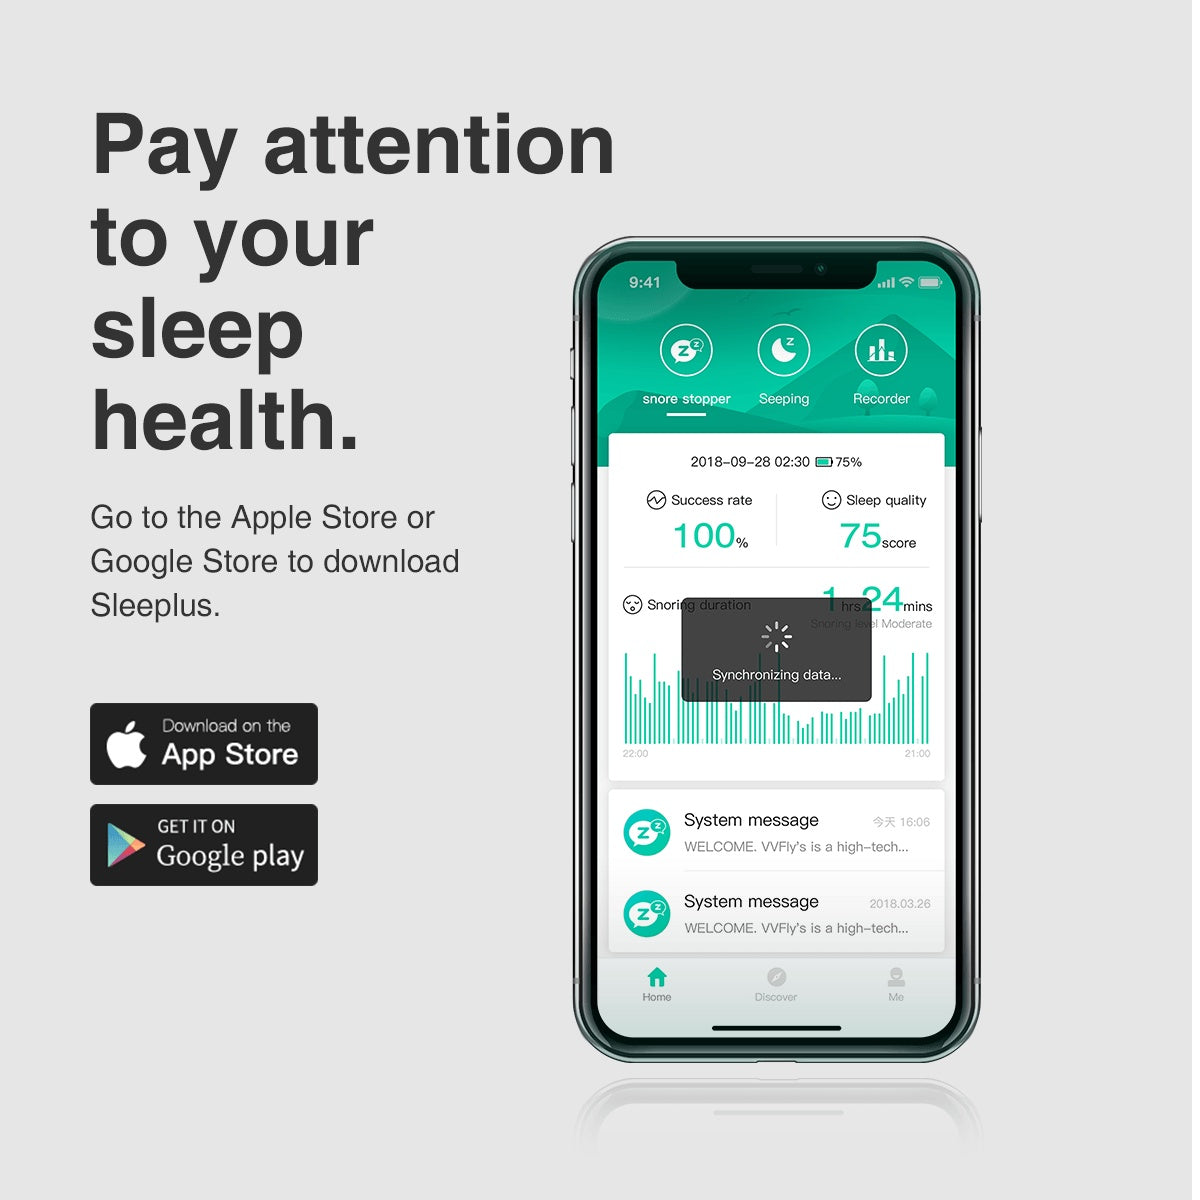 Pay attention
to your
sleep
health.
Go to the Apple Store or
Google Store to download
Sleeplus.
Download on the
App Store
GET IT ON
Google play
9:41
snore stopper Seeping Recorder
2018-09-28 02:30 75%
Success rate Sleep quality
100% 75score
Snoring duration 1 hrs 24mins
Snoring level Moderate
Synchronizing data...
22:00 21:00
System message 今天 16:06
WELCOME. VVFly's is a high-tech...
System message 2018.03.26
WELCOME. VVFly's is a high-tech...
Home Discover Me